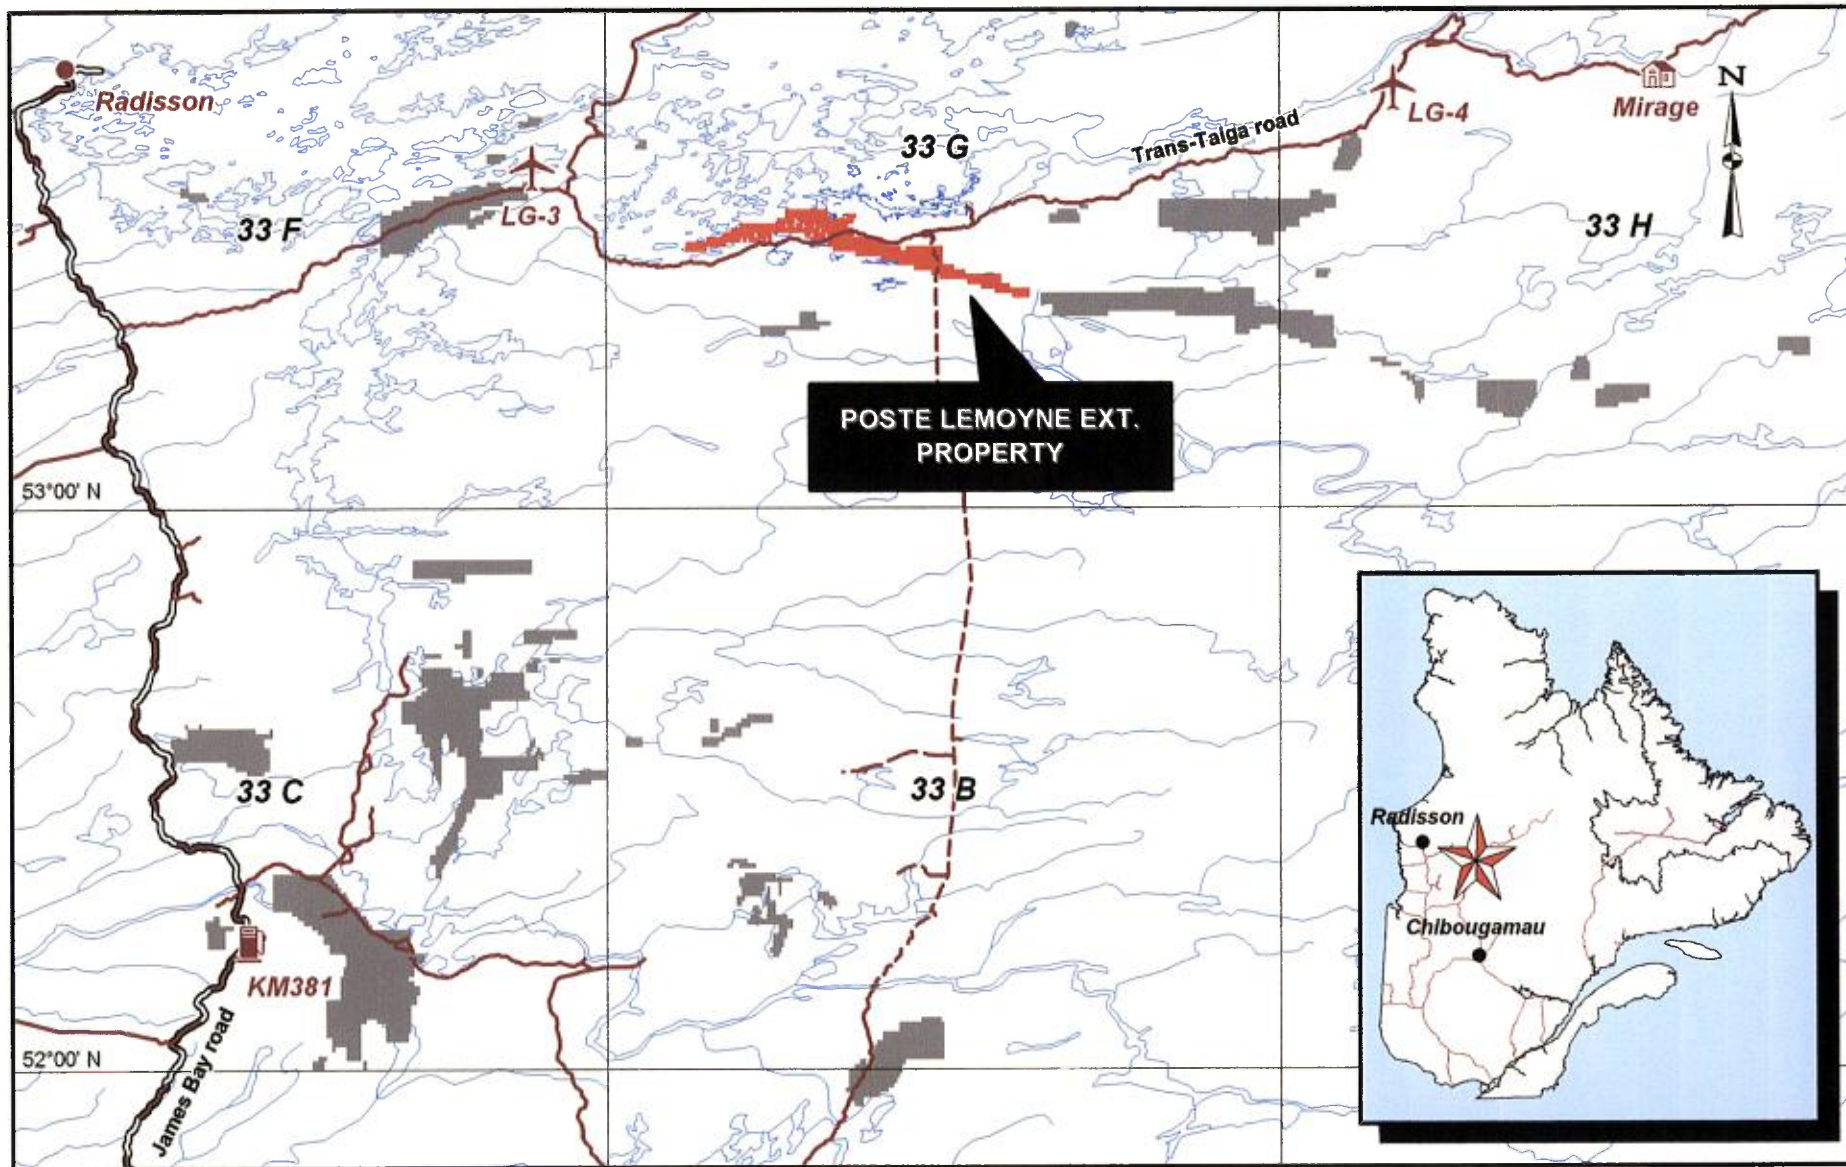 Radisson
LG-3
33 F
33 G
Trans-Taiga road
LG-4
Mirage
N
33 H
POSTE LEMOYNE EXT.
PROPERTY
53°00' N
33 C
33 B
KM381
James Bay road
52°00' N
Radisson
Chibougamau